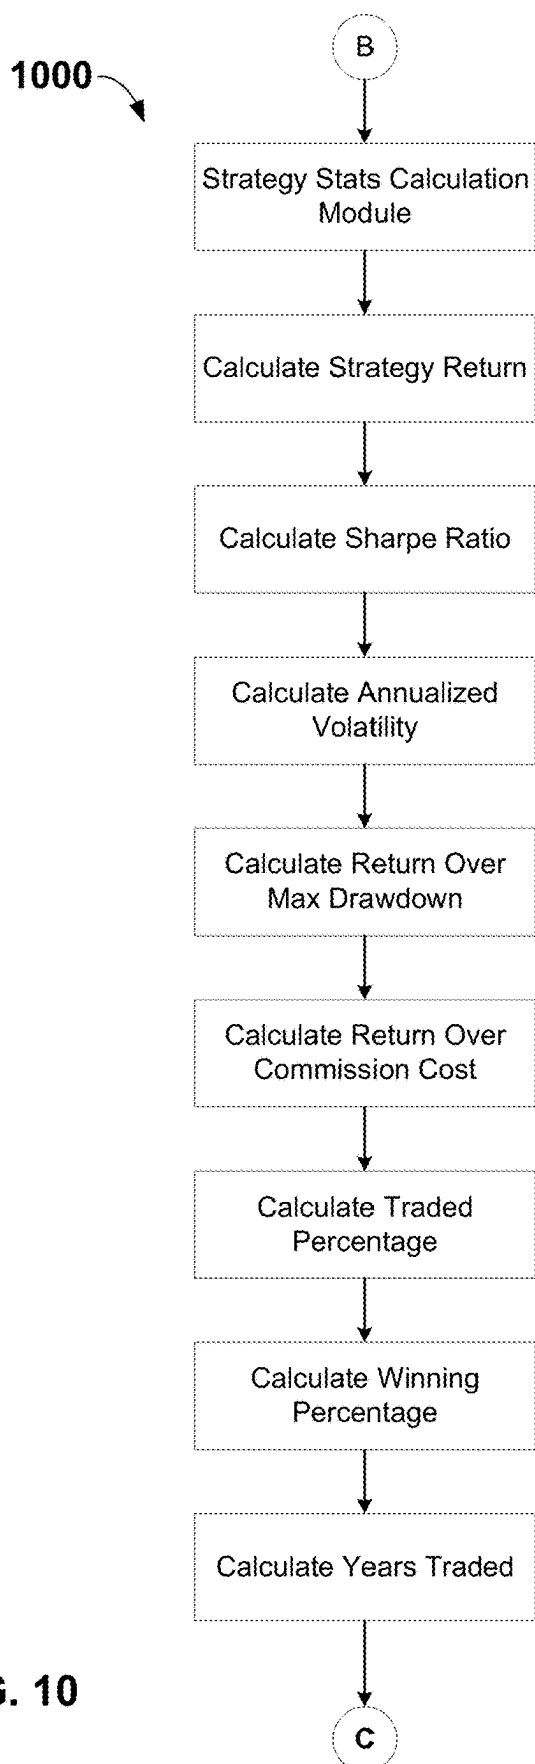 B
1000
Strategy Stats Calculation
Module
Calculate Strategy Return
Calculate Sharpe Ratio
Calculate Annualized
Volatility
Calculate Return Over
Max Drawdown
Calculate Return Over
Commission Cost
Calculate Traded
Percentage
Calculate Winning
Percentage
Calculate Years Traded
G. 10
C